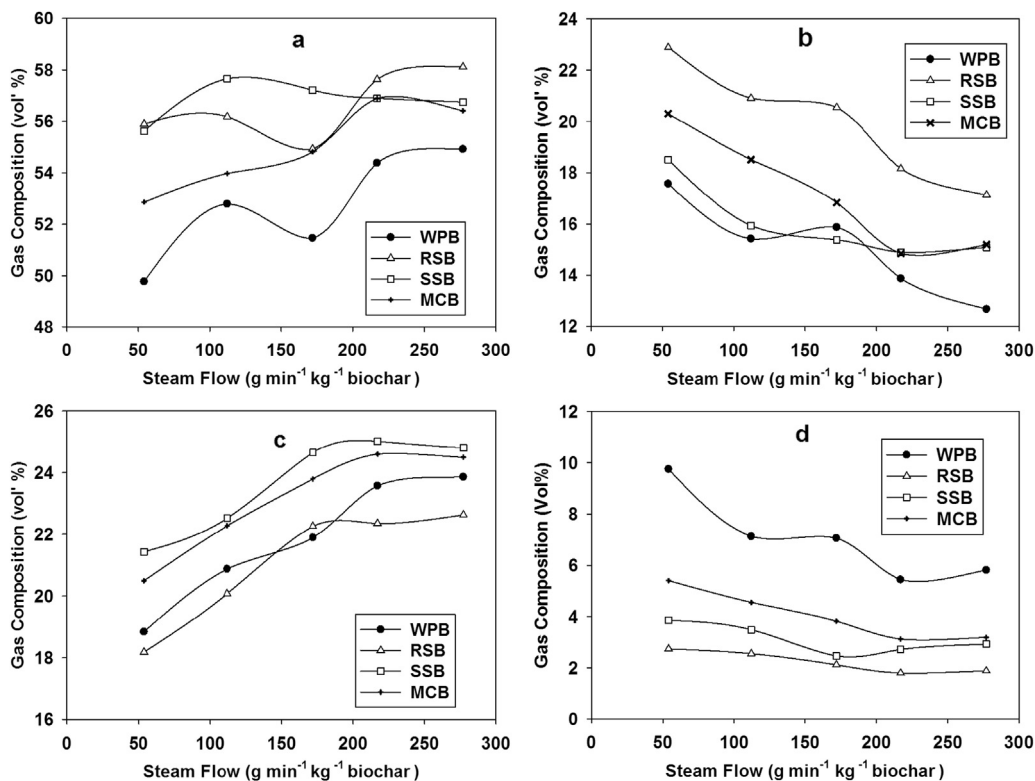 a
60
58
56
54
52
50
48
Gas Composition (vol' %)
WPB
RSB
SSB
MCB
0 50 100 150 200 250 300
Steam Flow (g min⁻¹ kg⁻¹ biochar )
b
24
22
20
18
16
14
12
Gas Composition (vol' %)
WPB
RSB
SSB
MCB
0 50 100 150 200 250 300
Steam Flow (g min⁻¹ kg⁻¹ biochar )
c
26
24
22
20
18
16
Gas Composition (vol' %)
WPB
RSB
SSB
MCB
0 50 100 150 200 250 300
Steam Flow (g min⁻¹ kg⁻¹ biochar )
d
12
10
8
6
4
2
0
Gas Composition (Vol%)
WPB
RSB
SSB
MCB
0 50 100 150 200 250 300
Steam Flow (g min⁻¹ kg⁻¹ biochar )